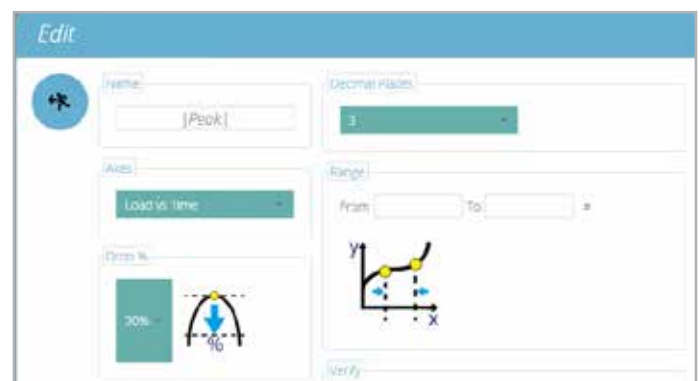 Edit
Name
|Peak|
Decimal Places
3
Axes
Load vs Time
Range
From
To
s
Drop %
30%
%
y
x
Verify